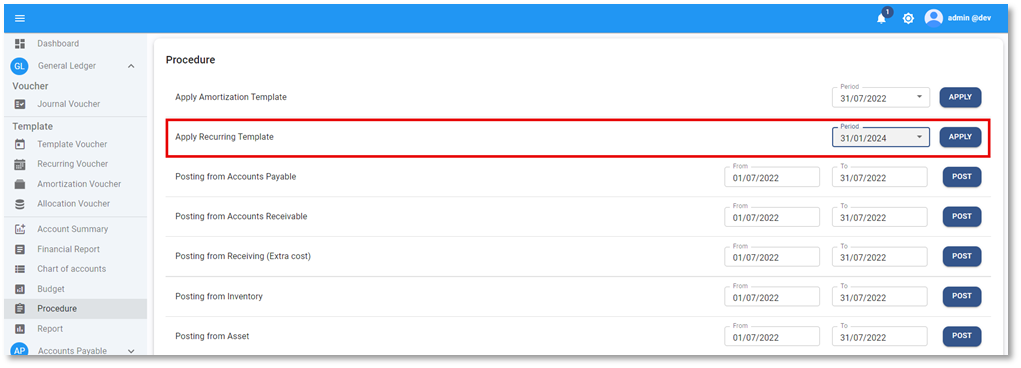 1
admin @dev
Dashboard
GL General Ledger
Voucher
Journal Voucher
Template
Template Voucher
Recurring Voucher
Amortization Voucher
Allocation Voucher
Account Summary
Financial Report
Chart of accounts
Budget
Procedure
Report
AP Accounts Payable
Procedure
Period
Apply Amortization Template 31/07/2022 APPLY
Period
Apply Recurring Template 31/01/2024 APPLY
From To
Posting from Accounts Payable 01/07/2022 31/07/2022 POST
From To
Posting from Accounts Receivable 01/07/2022 31/07/2022 POST
From To
Posting from Receiving (Extra cost) 01/07/2022 31/07/2022 POST
From To
Posting from Inventory 01/07/2022 31/07/2022 POST
From To
Posting from Asset 01/07/2022 31/07/2022 POST